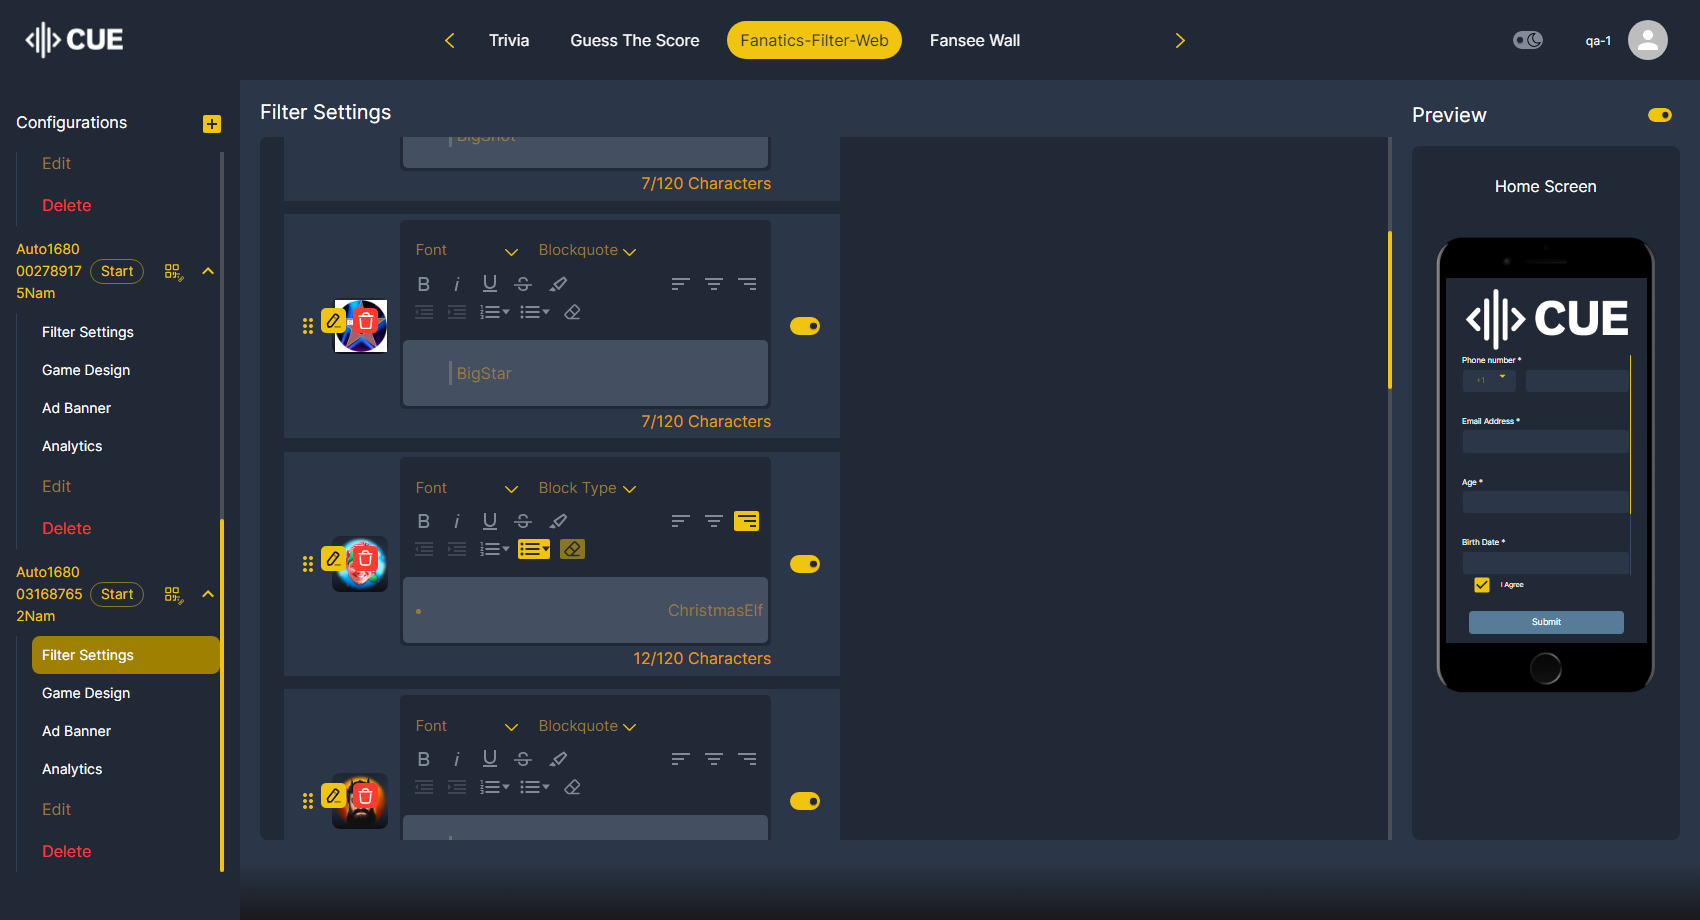 CUE
Trivia
Guess The Score
Fanatics-Filter-Web
Fansee Wall
qa-1
Configurations
Edit
Delete
Auto1680
00278917
5Nam
Start
Filter Settings
Game Design
Ad Banner
Analytics
Edit
Delete
Auto1680
03168765
2Nam
Start
Filter Settings
Game Design
Ad Banner
Analytics
Edit
Delete
Filter Settings
BigShot
7/120 Characters
Font
Blockquote
BigStar
7/120 Characters
Font
Block Type
ChristmasElf
12/120 Characters
Font
Blockquote
Preview
Home Screen
CUE
Phone number *
+1
Email Address *
Age *
Birth Date *
I Agree
Submit